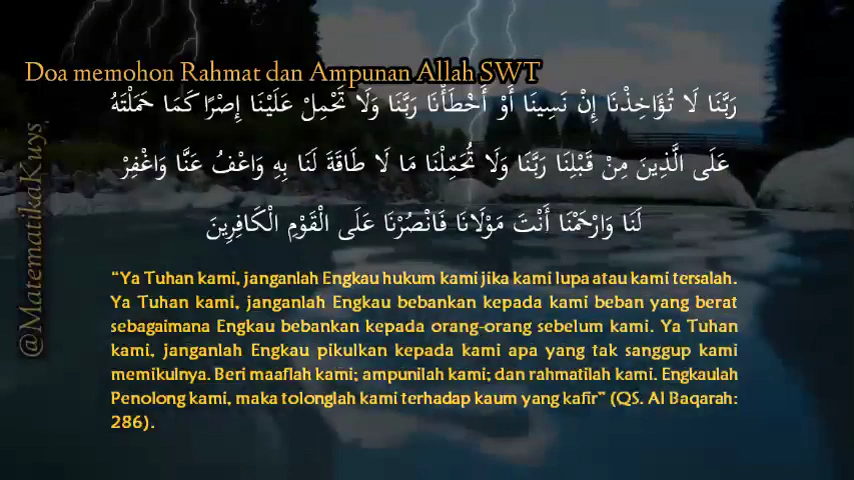 Doa memohon Rahmat dan Ampunan Allah SWT
رَبَّنَا لَا تُؤَاخِذْنَا إِنْ نَسِينَا أَوْ أَخْطَأْنَا رَبَّنَا وَلَا تَحْمِلْ عَلَيْنَا إِصْرًا كَمَا حَمَلْتَهُ
عَلَى الَّذِينَ مِنْ قَبْلِنَا رَبَّنَا وَلَا تُحَمِّلْنَا مَا لَا طَاقَةَ لَنَا بِهِ وَاعْفُ عَنَّا وَاغْفِرْ
لَنَا وَارْحَمْنَا أَنْتَ مَوْلَانَا فَانْصُرْنَا عَلَى الْقَوْمِ الْكَافِرِينَ
“Ya Tuhan kami, janganlah Engkau hukum kami jika kami lupa atau kami tersalah.
Ya Tuhan kami, janganlah Engkau bebankan kepada kami beban yang berat
sebagaimana Engkau bebankan kepada orang-orang sebelum kami. Ya Tuhan
kami, janganlah Engkau pikulkan kepada kami apa yang tak sanggup kami
memikulnya. Beri maaflah kami; ampunilah kami; dan rahmatilah kami. Engkaulah
Penolong kami, maka tolonglah kami terhadap kaum yang kafir” (QS. Al Baqarah:
286).
@MatematikaKuys